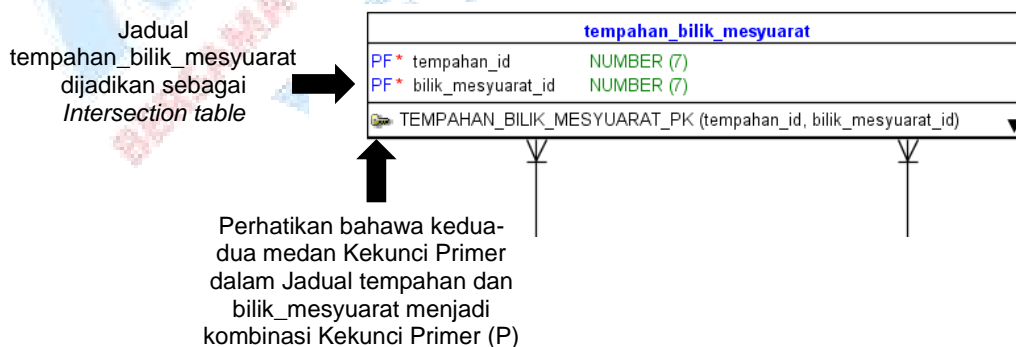 Jadual
tempahan_bilik_mesyuarat
dijadikan sebagai
Intersection table
tempahan_bilik_mesyuarat
PF* tempahan_id NUMBER (7)
PF* bilik_mesyuarat_id NUMBER (7)
TEMPAHAN_BILIK_MESYUARAT_PK (tempahan_id, bilik_mesyuarat_id)
Perhatikan bahawa kedua-
dua medan Kekunci Primer
dalam Jadual tempahan dan
bilik_mesyuarat menjadi
kombinasi Kekunci Primer (P)